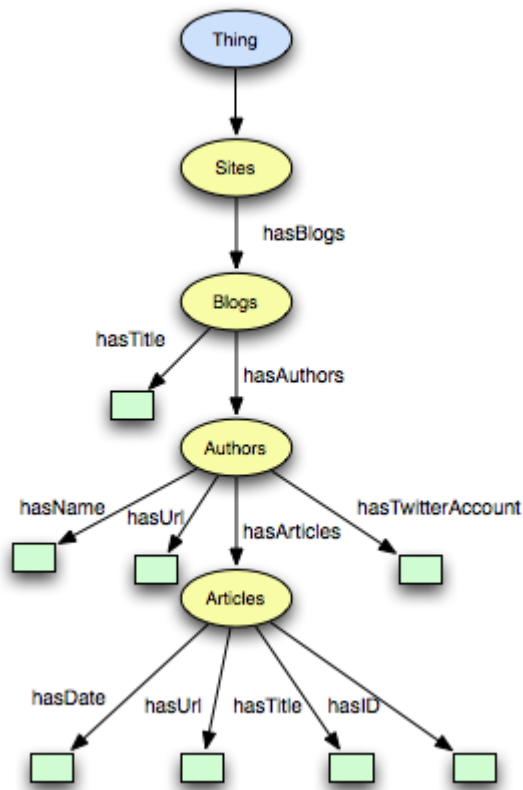 Thing
Sites
hasBlogs
Blogs
hasTitle
hasAuthors
Authors
hasName
hasUrl
hasArticles
hasTwitterAccount
Articles
hasDate
hasUrl
hasTitle
hasID